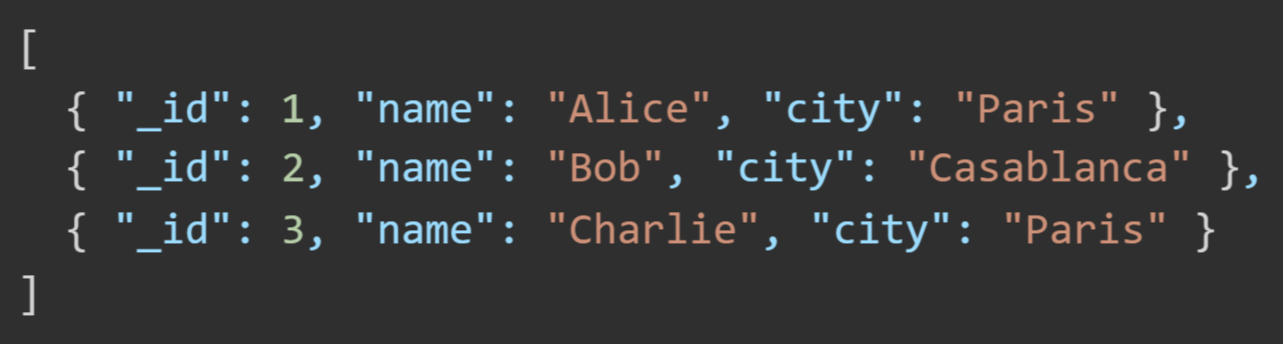 [
  { "_id": 1, "name": "Alice", "city": "Paris" },
  { "_id": 2, "name": "Bob", "city": "Casablanca" },
  { "_id": 3, "name": "Charlie", "city": "Paris" }
]